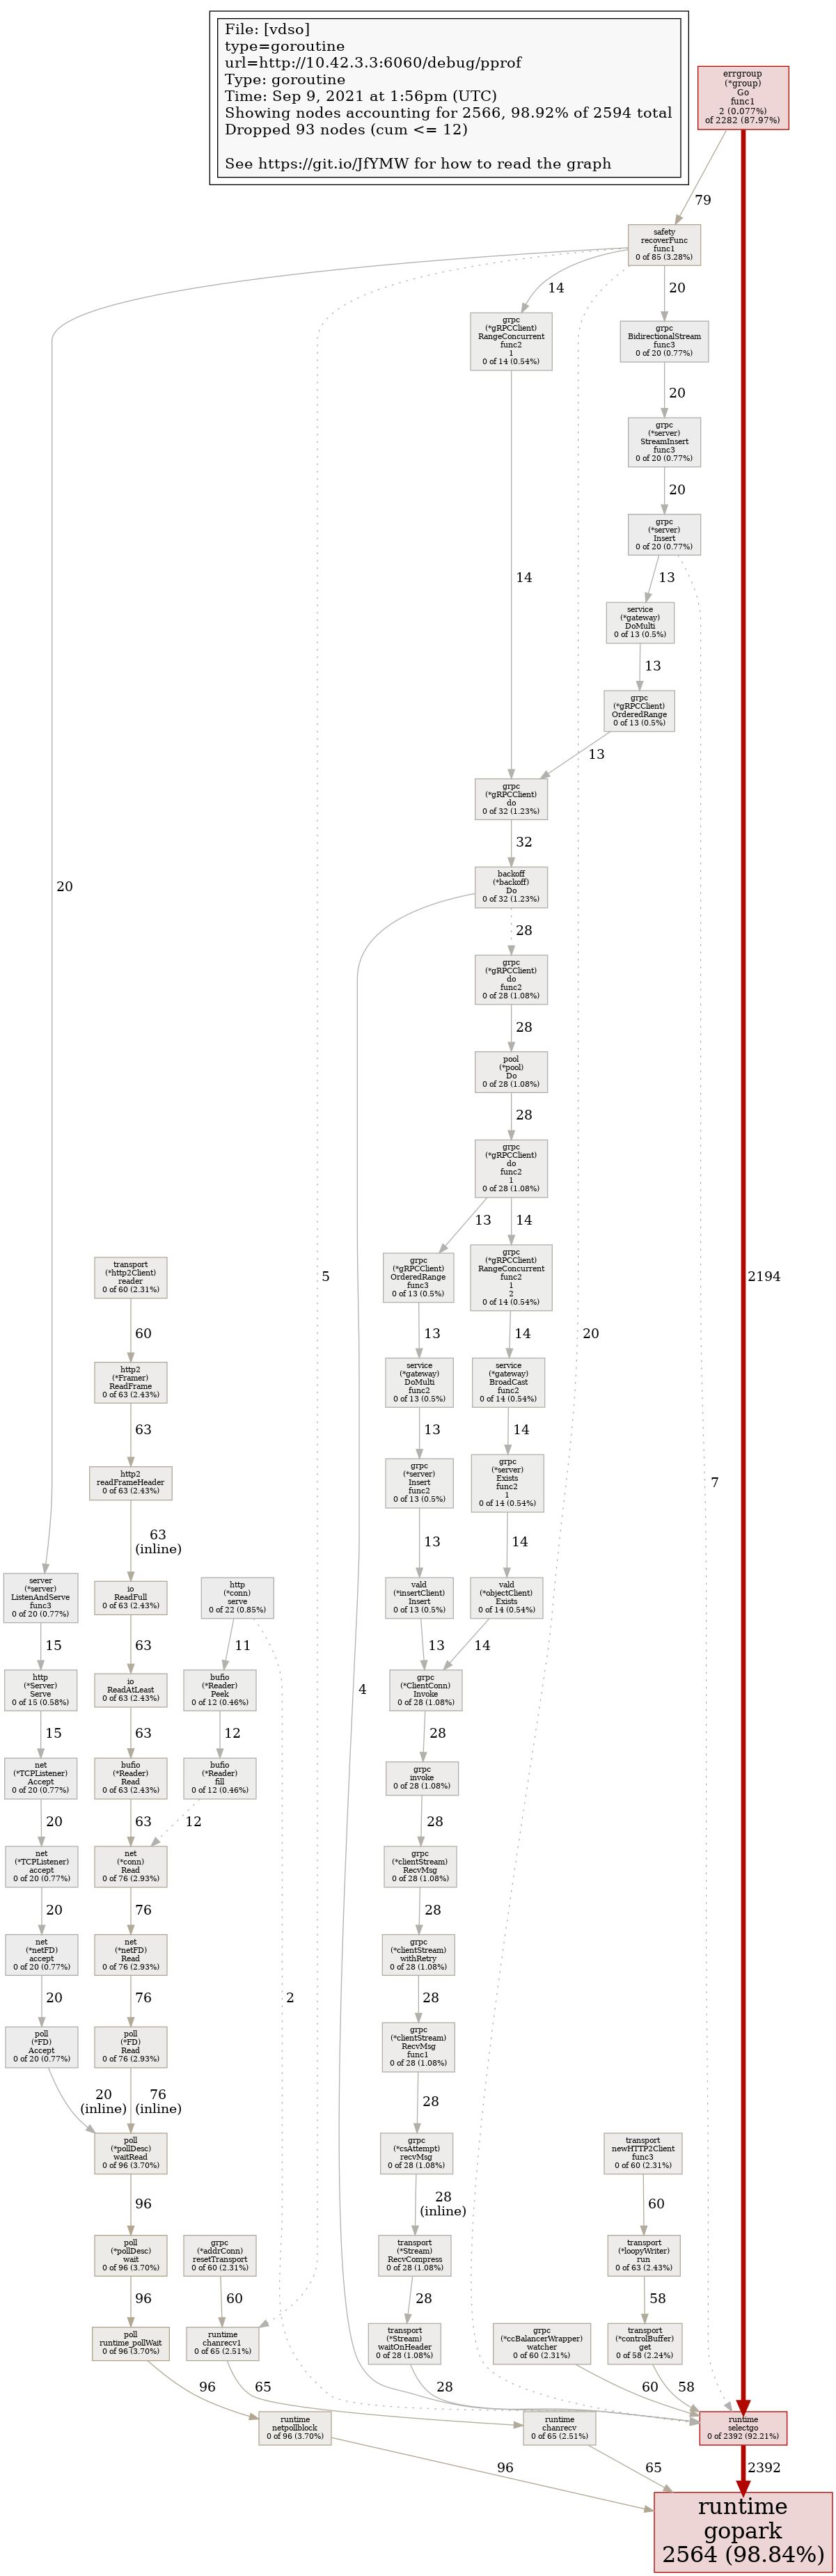 File: [vdso]
type=goroutine
url=http://10.42.3.3:6060/debug/pprof
Type: goroutine
Time: Sep 9, 2021 at 1:56pm (UTC)
Showing nodes accounting for 2566, 98.92% of 2594 total
Dropped 93 nodes (cum <= 12)
See https://git.io/JfYMW for how to read the graph
errgroup
(*group)
Go
func1
2 (0.077%)
of 2282 (87.97%)
79
safety
recoverFunc
func1
0 of 85 (3.28%)
14
20
grpc
(*gRPCClient)
RangeConcurrent
func2
1
0 of 14 (0.54%)
grpc
BidirectionalStream
func3
0 of 20 (0.77%)
20
grpc
(*server)
StreamInsert
func3
0 of 20 (0.77%)
20
grpc
(*server)
Insert
0 of 20 (0.77%)
14
13
service
(*gateway)
DoMulti
0 of 13 (0.5%)
13
grpc
(*gRPCClient)
OrderedRange
0 of 13 (0.5%)
13
grpc
(*gRPCClient)
do
0 of 32 (1.23%)
32
backoff
(*backoff)
Do
0 of 32 (1.23%)
20
28
grpc
(*gRPCClient)
do
func2
0 of 28 (1.08%)
28
pool
(*pool)
Do
0 of 28 (1.08%)
28
grpc
(*gRPCClient)
do
func2
1
0 of 28 (1.08%)
13
14
transport
(*http2Client)
reader
0 of 60 (2.31%)
grpc
(*gRPCClient)
OrderedRange
func3
0 of 13 (0.5%)
grpc
(*gRPCClient)
RangeConcurrent
func2
1
2
0 of 14 (0.54%)
5
2194
60
13
14
20
http2
(*Framer)
ReadFrame
0 of 63 (2.43%)
service
(*gateway)
DoMulti
func2
0 of 13 (0.5%)
service
(*gateway)
BroadCast
func2
0 of 14 (0.54%)
63
13
14
http2
readFrameHeader
0 of 63 (2.43%)
grpc
(*server)
Insert
func2
0 of 13 (0.5%)
grpc
(*server)
Exists
func2
1
0 of 14 (0.54%)
7
63
(inline)
13
14
server
(*server)
ListenAndServe
func3
0 of 20 (0.77%)
io
ReadFull
0 of 63 (2.43%)
http
(*conn)
serve
0 of 22 (0.85%)
vald
(*insertClient)
Insert
0 of 13 (0.5%)
vald
(*objectClient)
Exists
0 of 14 (0.54%)
15
63
11
13
14
http
(*Server)
Serve
0 of 15 (0.58%)
io
ReadAtLeast
0 of 63 (2.43%)
bufio
(*Reader)
Peek
0 of 12 (0.46%)
4
grpc
(*ClientConn)
Invoke
0 of 28 (1.08%)
15
63
12
28
net
(*TCPListener)
Accept
0 of 20 (0.77%)
bufio
(*Reader)
Read
0 of 63 (2.43%)
bufio
(*Reader)
fill
0 of 12 (0.46%)
grpc
invoke
0 of 28 (1.08%)
20
63
12
28
net
(*TCPListener)
accept
0 of 20 (0.77%)
net
(*conn)
Read
0 of 76 (2.93%)
grpc
(*clientStream)
RecvMsg
0 of 28 (1.08%)
20
76
28
net
(*netFD)
accept
0 of 20 (0.77%)
net
(*netFD)
Read
0 of 76 (2.93%)
grpc
(*clientStream)
withRetry
0 of 28 (1.08%)
20
76
2
28
poll
(*FD)
Accept
0 of 20 (0.77%)
poll
(*FD)
Read
0 of 76 (2.93%)
grpc
(*clientStream)
RecvMsg
func1
0 of 28 (1.08%)
20
(inline)
76
(inline)
28
poll
(*pollDesc)
waitRead
0 of 96 (3.70%)
grpc
(*csAttempt)
recvMsg
0 of 28 (1.08%)
transport
newHTTP2Client
func3
0 of 60 (2.31%)
96
28
(inline)
60
poll
(*pollDesc)
wait
0 of 96 (3.70%)
grpc
(*addrConn)
resetTransport
0 of 60 (2.31%)
transport
(*Stream)
RecvCompress
0 of 28 (1.08%)
transport
(*loopyWriter)
run
0 of 63 (2.43%)
96
60
28
58
poll
runtime_pollWait
0 of 96 (3.70%)
runtime
chanrecv1
0 of 65 (2.51%)
transport
(*Stream)
waitOnHeader
0 of 28 (1.08%)
grpc
(*ccBalancerWrapper)
watcher
0 of 60 (2.31%)
transport
(*controlBuffer)
get
0 of 58 (2.24%)
96
65
28
60
58
runtime
netpollblock
0 of 96 (3.70%)
runtime
chanrecv
0 of 65 (2.51%)
runtime
selectgo
0 of 2392 (92.21%)
96
65
2392
runtime
gopark
2564 (98.84%)